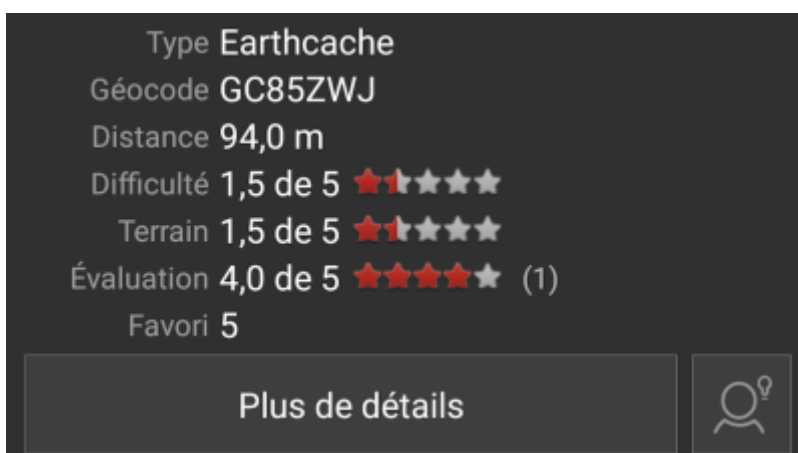 Type Earthcache
Géocode GC85ZWJ
Distance 94,0 m
Difficulté 1,5 de 5
Terrain 1,5 de 5
Évaluation 4,0 de 5 (1)
Favori 5
Plus de détails